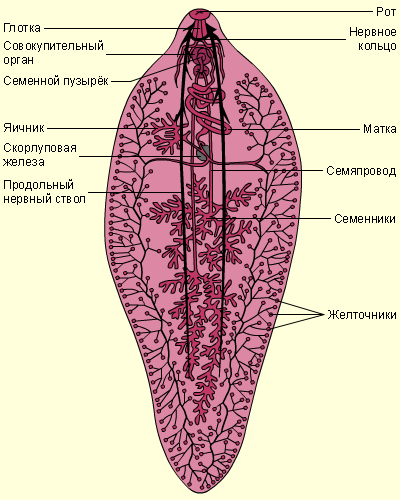 Рот
Глотка
Нервное
кольцо
Совокупительный
орган
Семенной пузырёк
Яичник
Матка
Скорлуповая
железа
Семяпровод
Продольный
нервный ствол
Семенники
Желточники